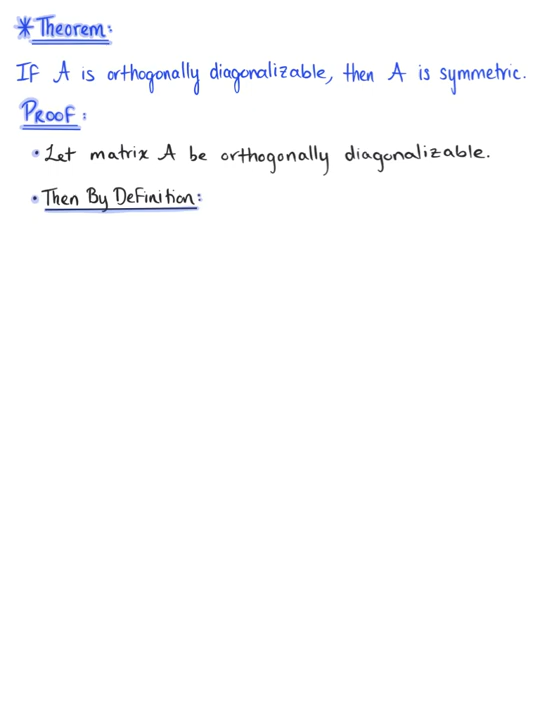 * Theorem:
If A is orthogonally diagonalizable, then A is symmetric.
PROOF:
• Let matrix A be orthogonally diagonalizable.
• Then By Definition: